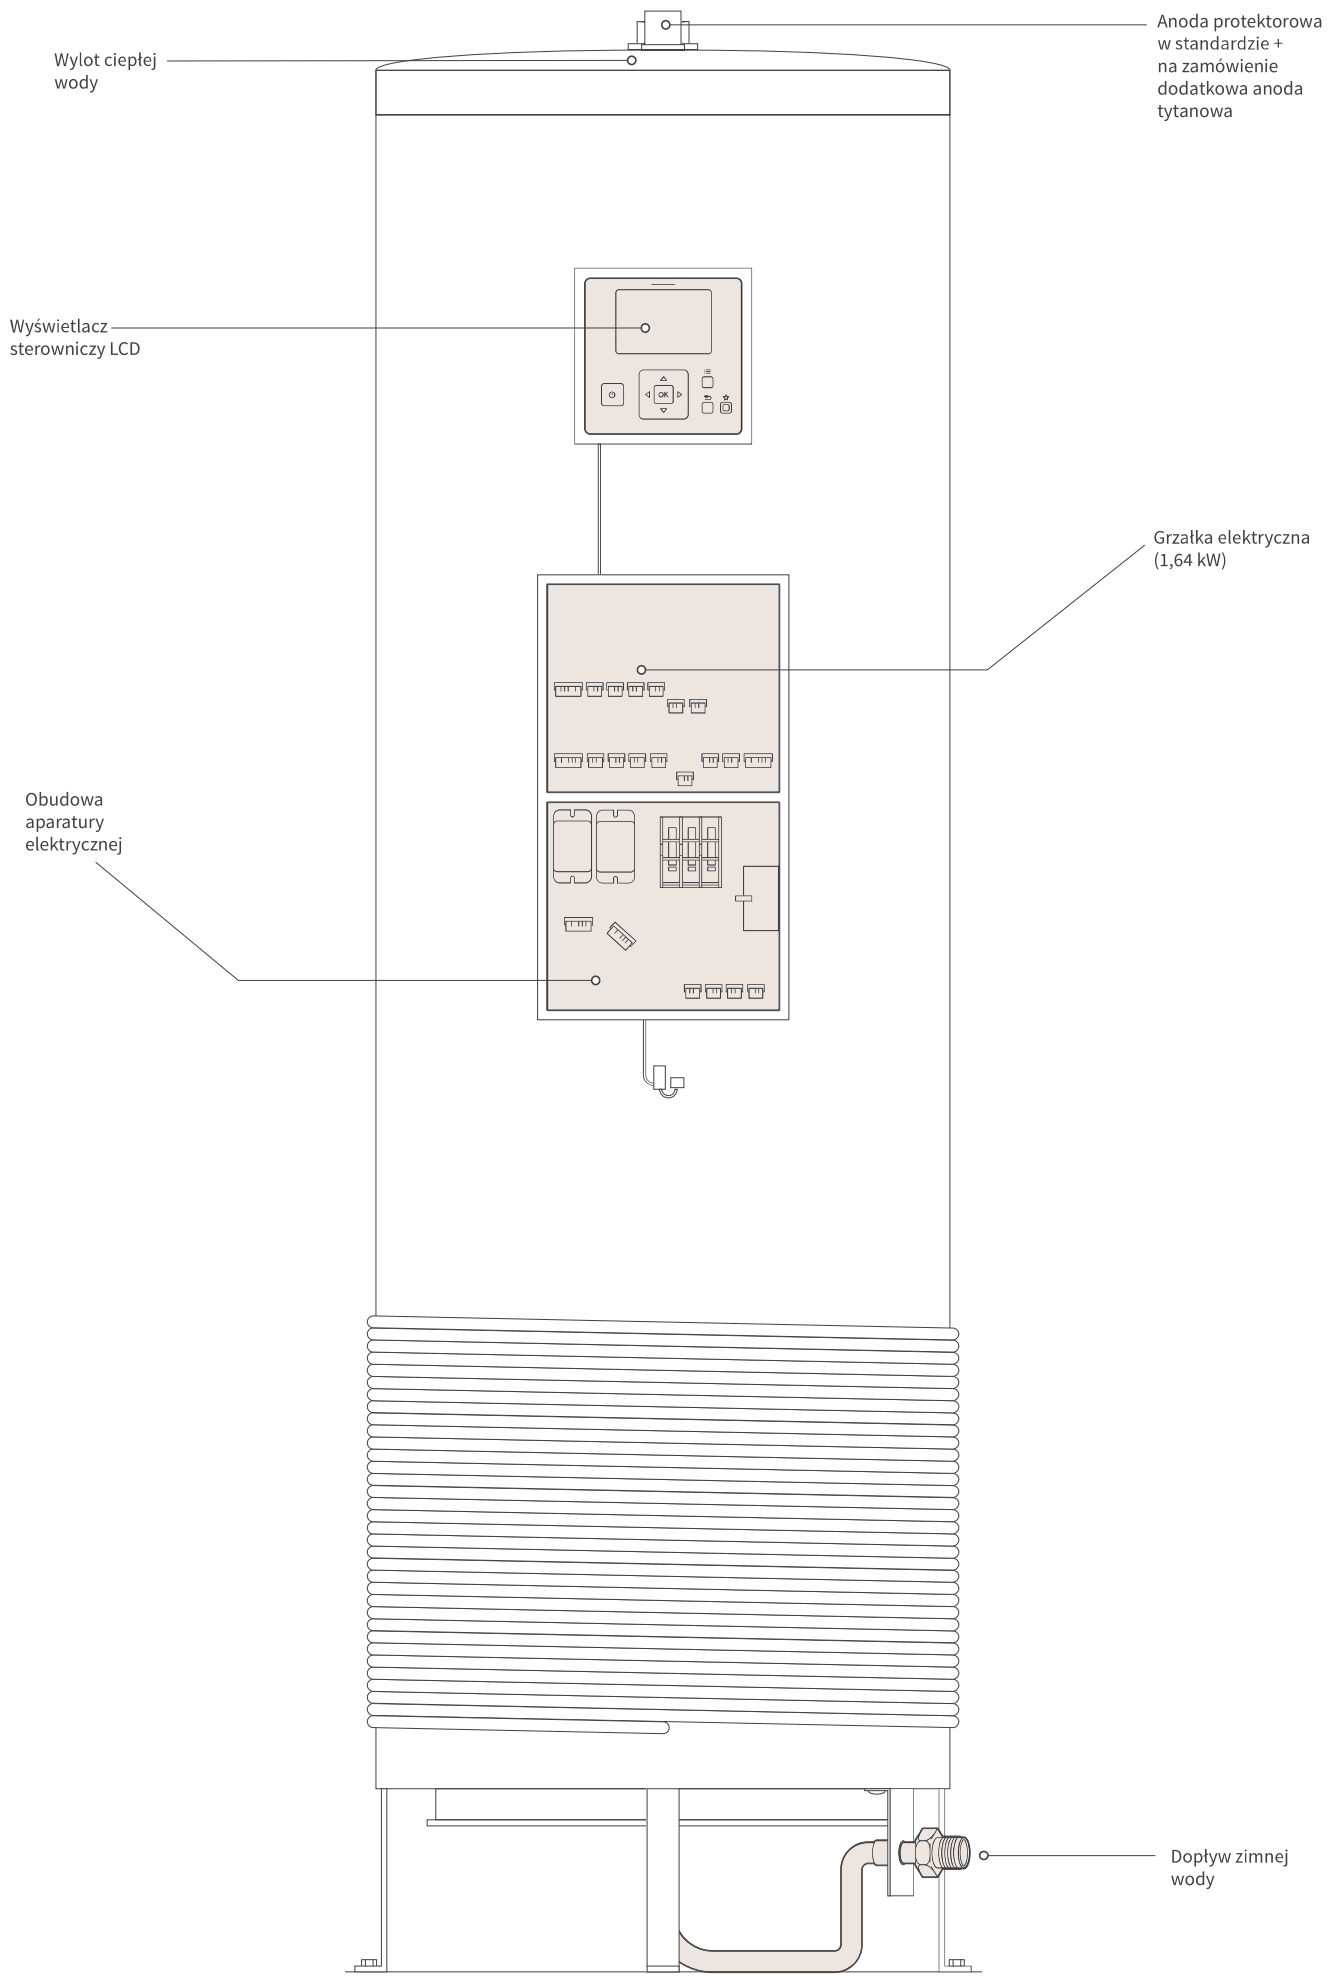 Anoda protektorowa
w standardzie +
na zamówienie
dodatkowa anoda
tytanowa
Wylot ciepłej
wody
Wyświetlacz
sterowniczy LCD
OK
Grzałka elektryczna
(1,64 kW)
Obudowa
aparatury
elektrycznej
Dopływ zimnej
wody